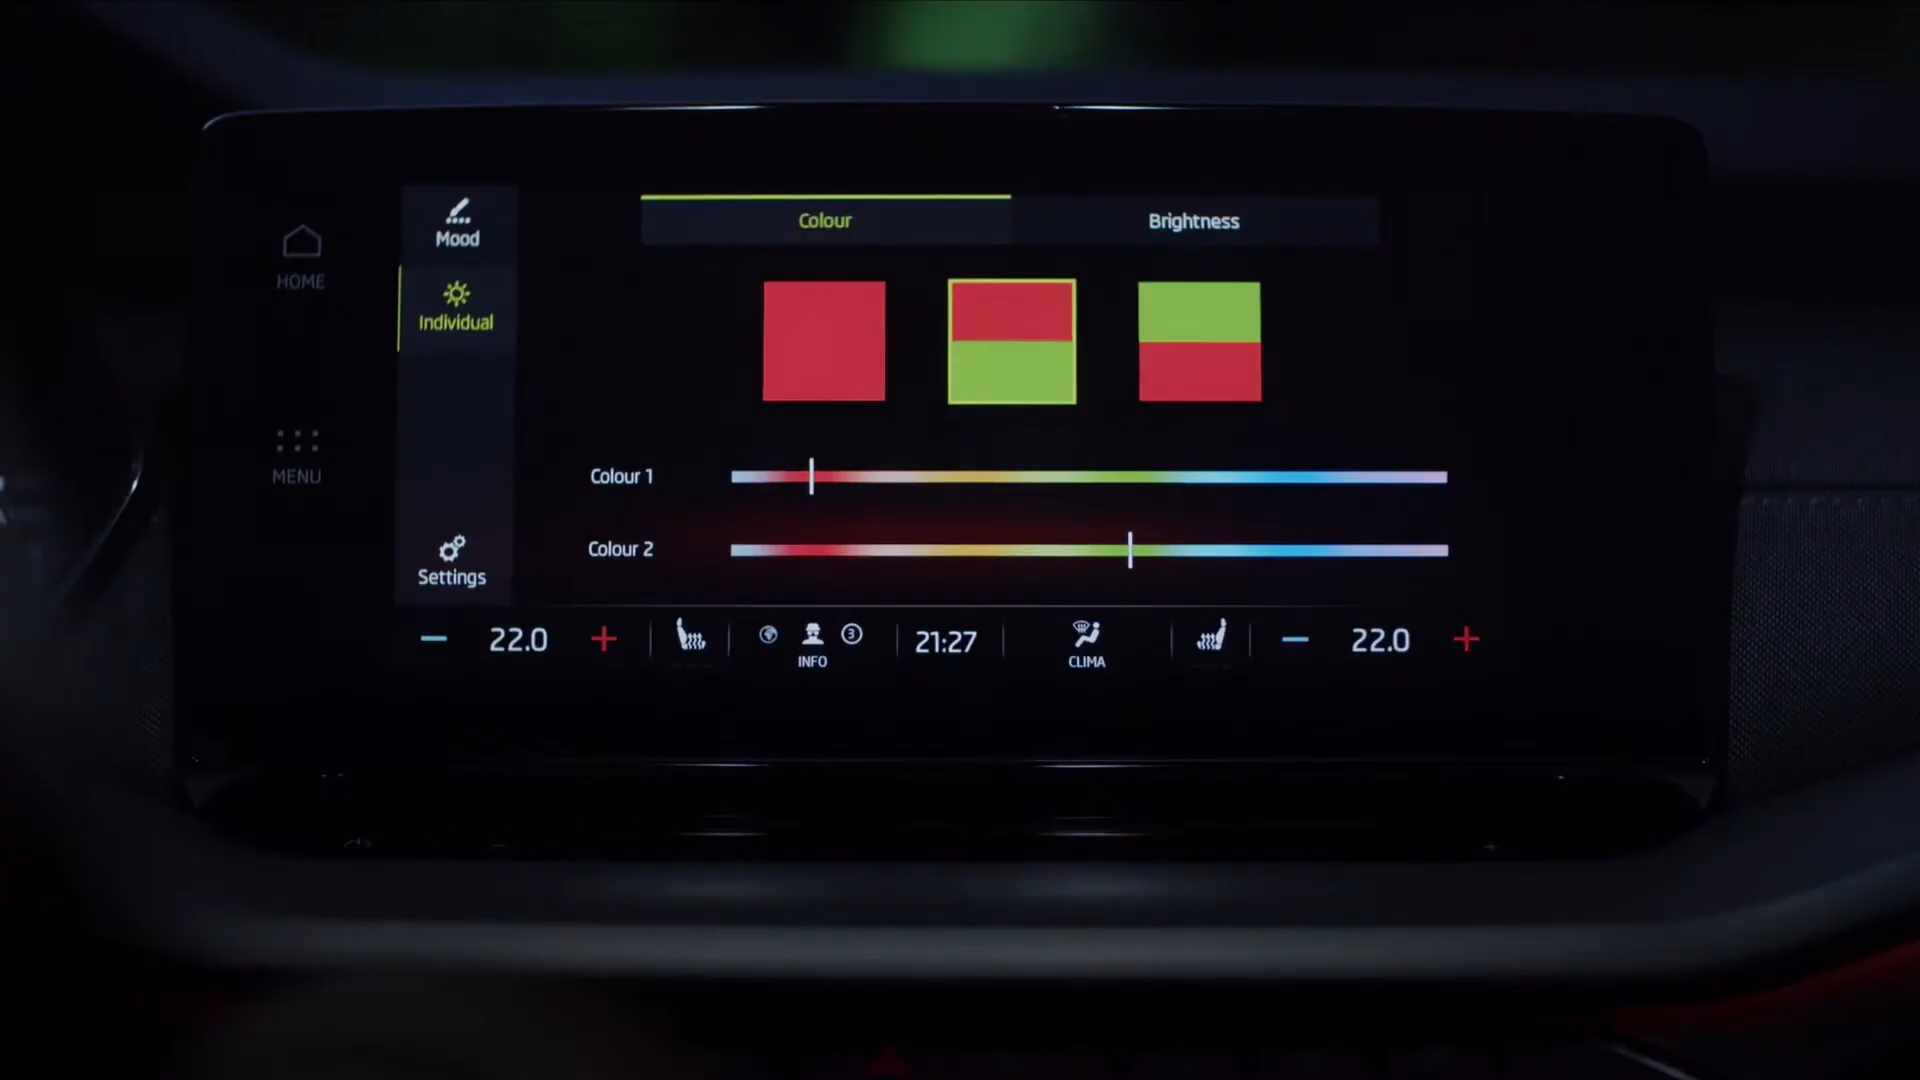 HOME
MENU
Mood
Individual
Settings
Colour
Brightness
Colour 1
Colour 2
22.0
INFO
3
21:27
CLIMA
22.0